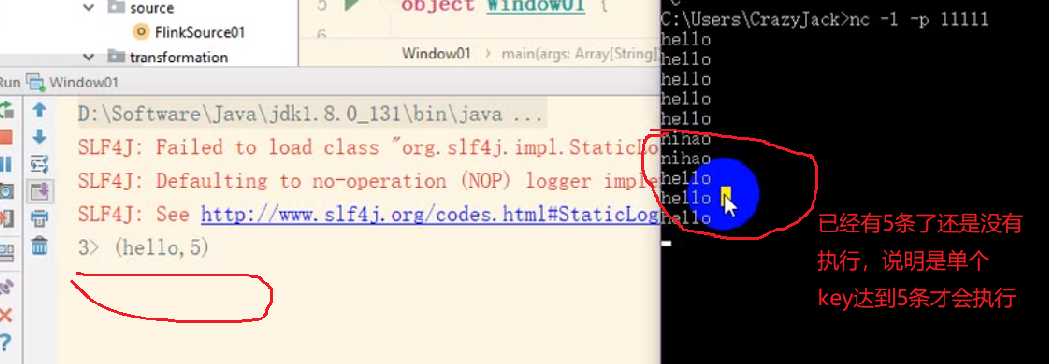 source
FlinkSource01
transformation
5
object Window01 {
6
Window01
main(args: Array[String])
Run
Window01
D:\Software\Java\jdk1.8.0_131\bin\java ...
SLF4J: Failed to load class "org.slf4j.impl.StaticLo
SLF4J: Defaulting to no-operation (NOP) logger imple
SLF4J: See http://www.slf4j.org/codes.html#StaticLog
3> (hello,5)
C:\Users\CrazyJack>nc -l -p 11111
hello
hello
hello
hello
hello
nihao
nihao
hello
hello
hello
已经有5条了还是没有
执行，说明是单个
key达到5条才会执行